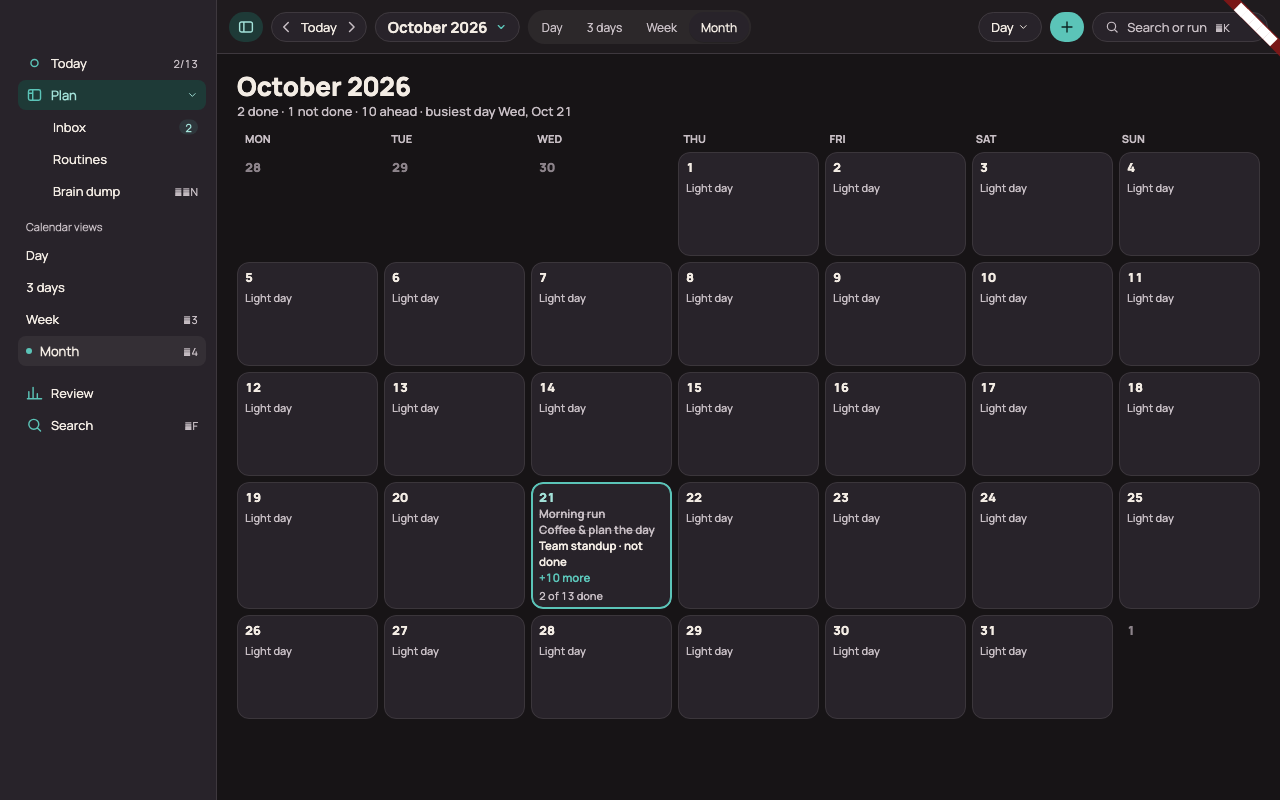 Today 2/13
Plan
Inbox 2
Routines
Brain dump N
Calendar views
Day
3 days
Week 3
Month 4
Review
Search F
Today
October 2026
Day 3 days Week Month
Day
Search or run K
October 2026
2 done · 1 not done · 10 ahead · busiest day Wed, Oct 21
MON TUE WED THU FRI SAT SUN
28 29 30 1 2 3 4
Light day Light day Light day Light day
5 6 7 8 9 10 11
Light day Light day Light day Light day Light day Light day Light day
12 13 14 15 16 17 18
Light day Light day Light day Light day Light day Light day Light day
19 20 21 22 23 24 25
Light day Light day Morning run Light day Light day Light day Light day
Coffee & plan the day
Team standup · not
done
+10 more
2 of 13 done
26 27 28 29 30 31 1
Light day Light day Light day Light day Light day Light day